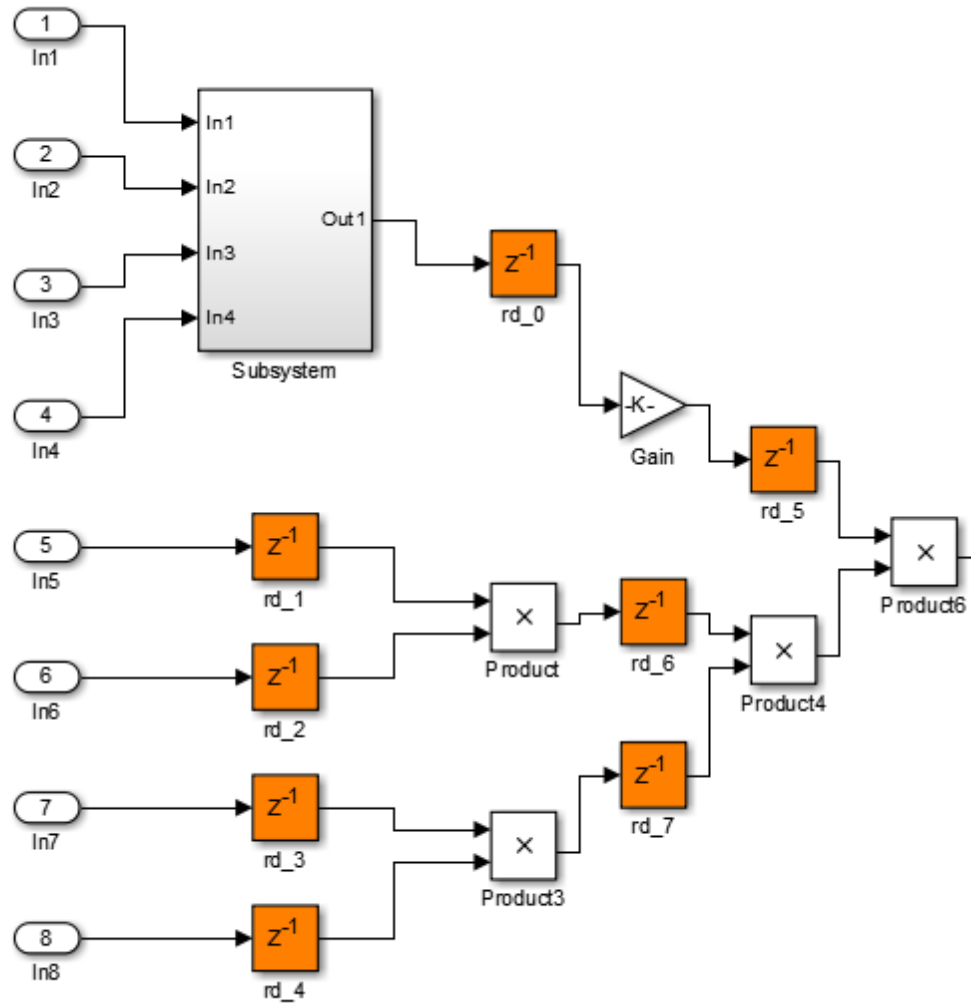 1
In1
2
In2
3
In3
4
In4
In1
In2
In3
In4
Out1
Subsystem
z-1
rd_0
-K-
Gain
z-1
rd_5
×
Product6
5
In5
z-1
rd_1
6
In6
z-1
rd_2
×
Product
z-1
rd_6
×
Product4
7
In7
z-1
rd_3
8
In8
z-1
rd_4
×
Product3
z-1
rd_7